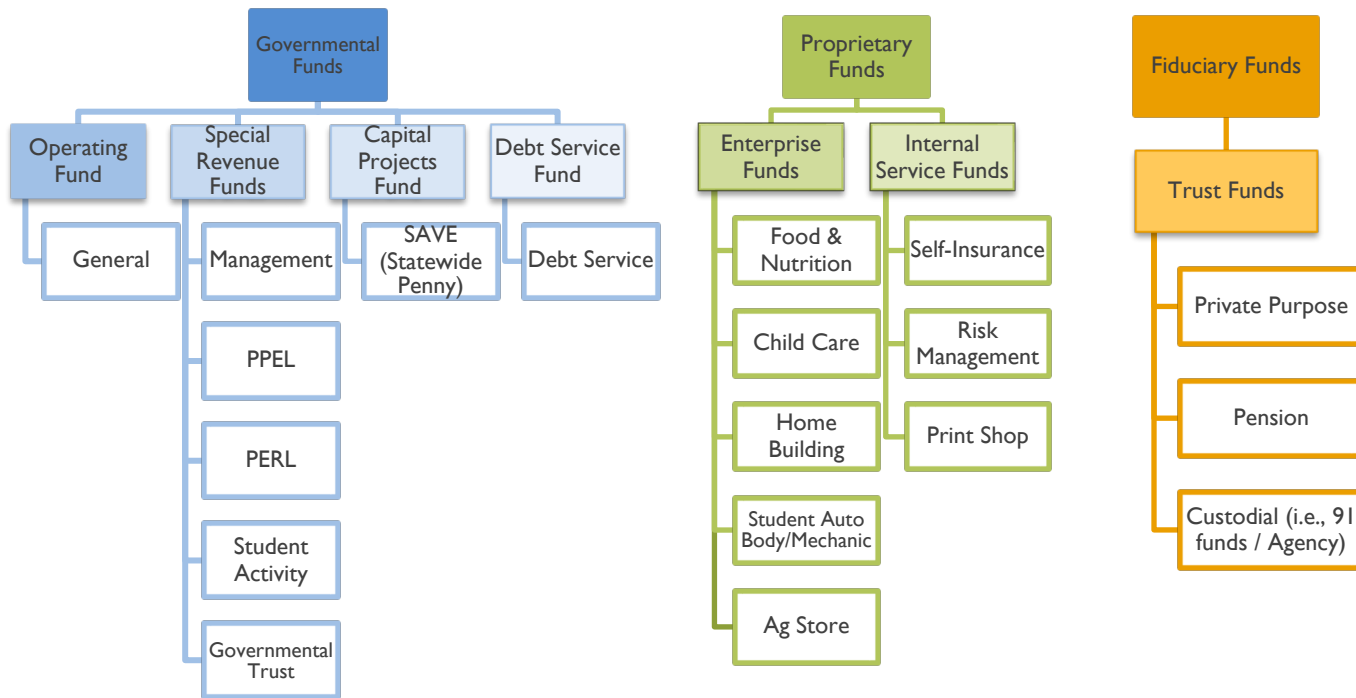 Governmental
Funds
Operating
Fund
General
Special
Revenue
Funds
Management
PPEL
PERL
Student
Activity
Governmental
Trust
Capital
Projects
Fund
SAVE
(Statewide
Penny)
Debt Service
Fund
Debt Service
Proprietary
Funds
Enterprise
Funds
Food &
Nutrition
Child Care
Home
Building
Student Auto
Body/Mechanic
Ag Store
Internal
Service Funds
Self-Insurance
Risk
Management
Print Shop
Fiduciary Funds
Trust Funds
Private Purpose
Pension
Custodial (i.e., 91
funds / Agency)